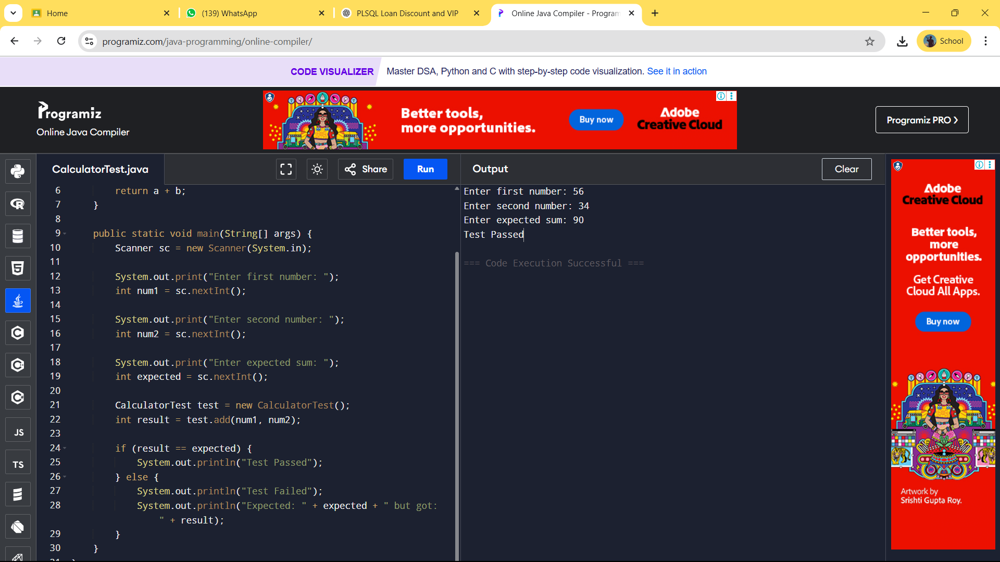 Home
(139) WhatsApp
PLSQL Loan Discount and VIP
Online Java Compiler - Program
programiz.com/java-programming/online-compiler/
School
CODE VISUALIZER
Master DSA, Python and C with step-by-step code visualization. See it in action
Programiz
Online Java Compiler
Better tools,
more opportunities.
Buy now
Adobe
Creative Cloud
Programiz PRO
CalculatorTest.java
Share
Run
Output
Clear
6 return a + b;
7 }
8
9 public static void main(String[] args) {
10 Scanner sc = new Scanner(System.in);
11
12 System.out.print("Enter first number: ");
13 int num1 = sc.nextInt();
14
15 System.out.print("Enter second number: ");
16 int num2 = sc.nextInt();
17
18 System.out.print("Enter expected sum: ");
19 int expected = sc.nextInt();
20
21 CalculatorTest test = new CalculatorTest();
22 int result = test.add(num1, num2);
23
24 if (result == expected) {
25 System.out.println("Test Passed");
26 } else {
27 System.out.println("Test Failed");
28 System.out.println("Expected: " + expected + " but got:
" + result);
29 }
30 }
Enter first number: 56
Enter second number: 34
Enter expected sum: 90
Test Passed
=== Code Execution Successful ===
JS
TS
Adobe
Creative Cloud
Better tools,
more
opportunities.
Get Creative
Cloud All Apps.
Buy now
Artwork by
Srishti Gupta Roy.